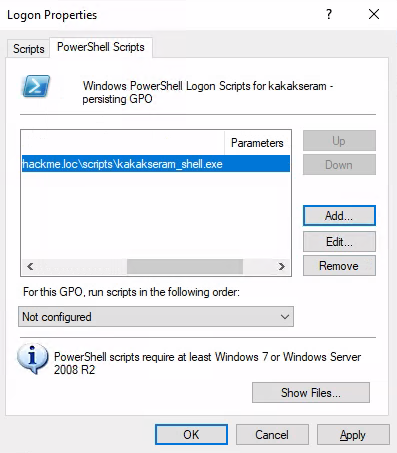 Logon Properties
Scripts PowerShell Scripts
Windows PowerShell Logon Scripts for kakakseram -
persisting GPO
Parameters
hackme.loc\scripts\kakakseram_shell.exe
Up
Down
Add...
Edit...
Remove
For this GPO, run scripts in the following order:
Not configured
PowerShell scripts require at least Windows 7 or Windows Server
2008 R2
Show Files...
OK Cancel Apply